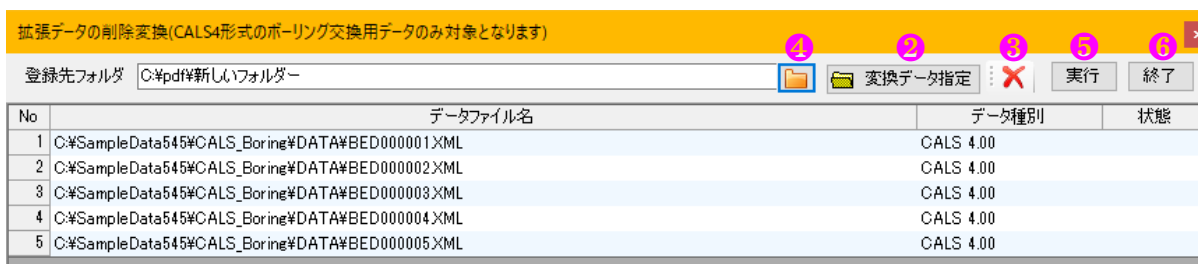 拡張データの削除変換(CALS4形式のボーリング交換用データのみ対象となります)
❹ ❷ ❸ ❺ ❻
登録先フォルダ C:¥pdf¥新しいフォルダー 変換データ指定 実行 終了
No データファイル名 データ種別 状態
1 C:¥SampleData545¥CALS_Boring¥DATA¥BED000001.XML CALS 4.00
2 C:¥SampleData545¥CALS_Boring¥DATA¥BED000002.XML CALS 4.00
3 C:¥SampleData545¥CALS_Boring¥DATA¥BED000003.XML CALS 4.00
4 C:¥SampleData545¥CALS_Boring¥DATA¥BED000004.XML CALS 4.00
5 C:¥SampleData545¥CALS_Boring¥DATA¥BED000005.XML CALS 4.00